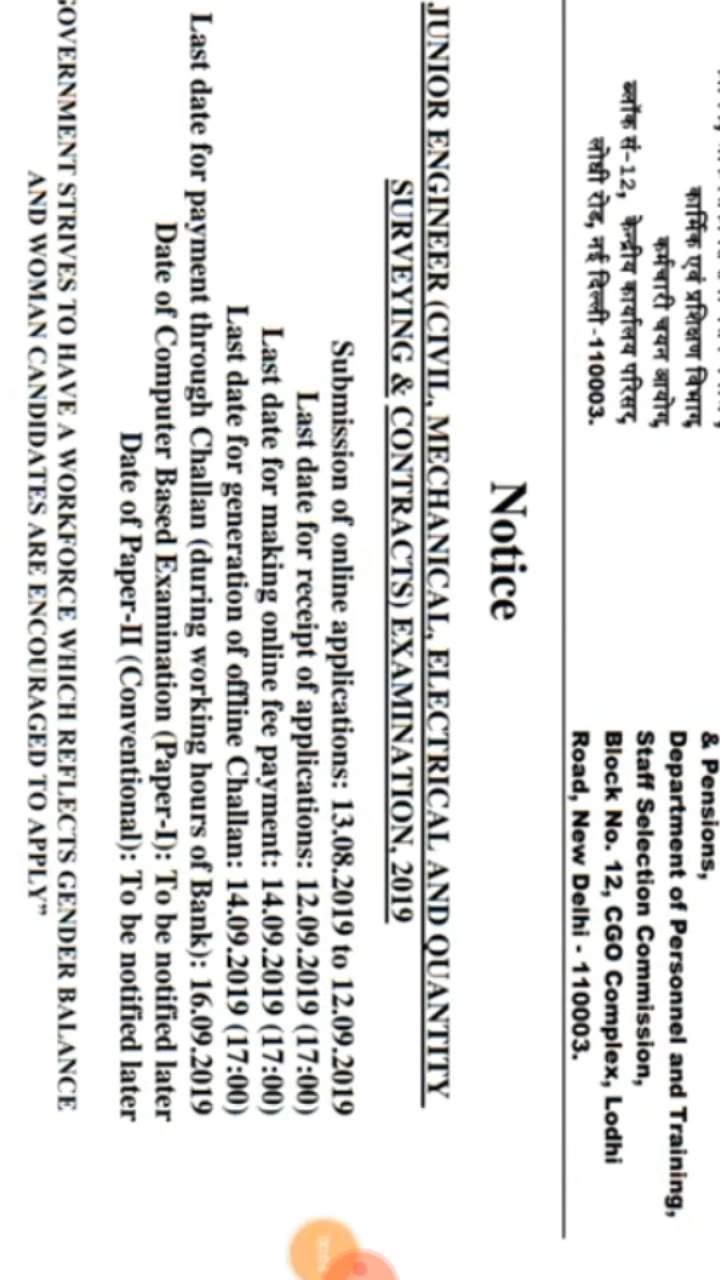 कार्मिक एवं प्रशिक्षण विभाग,
कर्मचारी चयन आयोग,
ब्लॉक सं-12, केन्द्रीय कार्यालय परिसर,
लोधी रोड, नई दिल्ली -110003.
& Pensions,
Department of Personnel and Training,
Staff Selection Commission,
Block No. 12, CGO Complex, Lodhi
Road, New Delhi - 110003.
Notice
JUNIOR ENGINEER (CIVIL, MECHANICAL, ELECTRICAL AND QUANTITY
SURVEYING & CONTRACTS) EXAMINATION, 2019
Submission of online applications: 13.08.2019 to 12.09.2019
Last date for receipt of applications: 12.09.2019 (17:00)
Last date for making online fee payment: 14.09.2019 (17:00)
Last date for generation of offline Challan: 14.09.2019 (17:00)
Last date for payment through Challan (during working hours of Bank): 16.09.2019
Date of Computer Based Examination (Paper-I): To be notified later
Date of Paper-II (Conventional): To be notified later
GOVERNMENT STRIVES TO HAVE A WORKFORCE WHICH REFLECTS GENDER BALANCE
AND WOMAN CANDIDATES ARE ENCOURAGED TO APPLY”